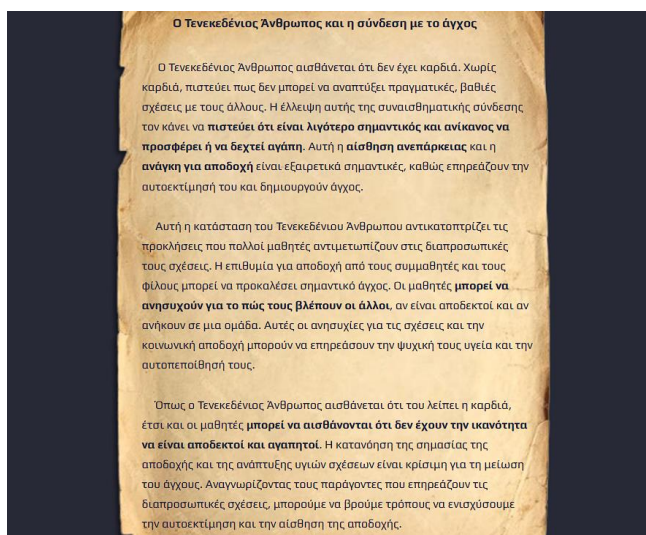 Ο Τενεκεδένιος Άνθρωπος και η σύνδεση με το άγχος
Ο Τενεκεδένιος Άνθρωπος αισθάνεται ότι δεν έχει καρδιά. Χωρίς
καρδιά, πιστεύει πως δεν μπορεί να αναπτύξει πραγματικές, βαθιές
σχέσεις με τους άλλους. Η έλλειψη αυτής της συναισθηματικής σύνδεσης
τον κάνει να πιστεύει ότι είναι λιγότερο σημαντικός και ανίκανος να
προσφέρει ή να δεχτεί αγάπη. Αυτή η αίσθηση ανεπάρκειας και η
ανάγκη για αποδοχή είναι εξαιρετικά σημαντικές, καθώς επηρεάζουν την
αυτοεκτίμησή του και δημιουργούν άγχος.
Αυτή η κατάσταση του Τενεκεδένιου Άνθρωπου αντικατοπτρίζει τις
προκλήσεις που πολλοί μαθητές αντιμετωπίζουν στις διαπροσωπικές
τους σχέσεις. Η επιθυμία για αποδοχή από τους συμμαθητές και τους
φίλους μπορεί να προκαλέσει σημαντικό άγχος. Οι μαθητές μπορεί να
ανησυχούν για το πώς τους βλέπουν οι άλλοι, αν είναι αποδεκτοί και αν
ανήκουν σε μια ομάδα. Αυτές οι ανησυχίες για τις σχέσεις και την
κοινωνική αποδοχή μπορούν να επηρεάσουν την ψυχική τους υγεία και την
αυτοπεποίθησή τους.
Όπως ο Τενεκεδένιος Άνθρωπος αισθάνεται ότι του λείπει η καρδιά,
έτσι και οι μαθητές μπορεί να αισθάνονται ότι δεν έχουν την ικανότητα
να είναι αποδεκτοί και αγαπητοί. Η κατανόηση της σημασίας της
αποδοχής και της ανάπτυξης υγιών σχέσεων είναι κρίσιμη για τη μείωση
του άγχους. Αναγνωρίζοντας τους παράγοντες που επηρεάζουν τις
διαπροσωπικές σχέσεις, μπορούμε να βρούμε τρόπους να ενισχύσουμε
την αυτοεκτίμηση και την αίσθηση της αποδοχής.